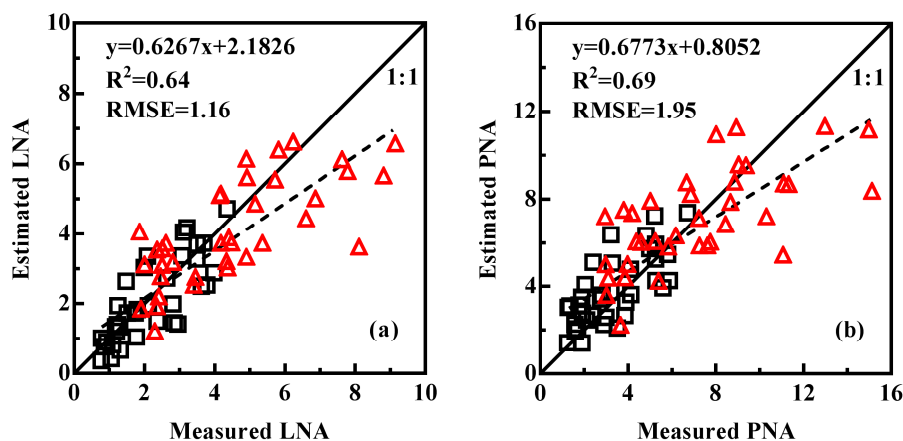 10
8
6
4
2
0
0
2
4
6
8
10
Estimated LNA
Measured LNA
y=0.6267x+2.1826
R²=0.64
RMSE=1.16
1:1
(a)
16
12
8
4
0
0
4
8
12
16
Estimated PNA
Measured PNA
y=0.6773x+0.8052
R²=0.69
RMSE=1.95
1:1
(b)